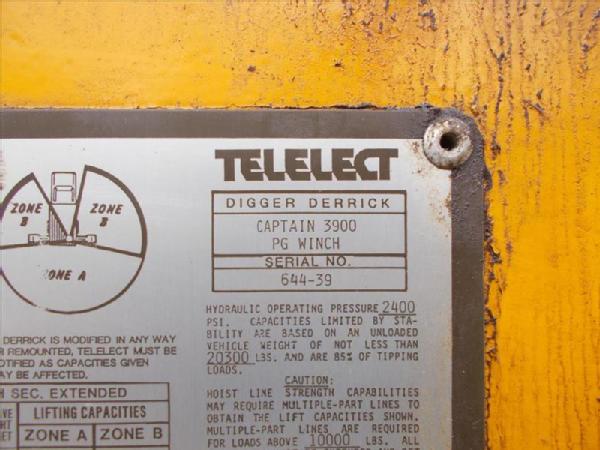 TELELECT
DIGGER DERRICK
CAPTAIN 3900
PG WINCH
SERIAL NO.
644-39
ZONE B
ZONE B
ZONE A
HYDRAULIC OPERATING PRESSURE 2400
PSI. CAPACITIES LIMITED BY STA-
BILITY ARE BASED ON AN UNLOADED
VEHICLE WEIGHT OF NOT LESS THAN
20300 LBS. AND ARE 85% OF TIPPING
LOADS.
CAUTION:
HOIST LINE STRENGTH CAPABILITIES
MAY REQUIRE MULTIPLE-PART LINES TO
OBTAIN THE LIFT CAPACITIES SHOWN.
MULTIPLE-PART LINES ARE REQUIRED
FOR LOADS ABOVE 10000 LBS. ALL
DERRICK IS MODIFIED IN ANY WAY
REMOUNTED, TELELECT MUST BE
AS CAPACITIES GIVEN
BE AFFECTED.
SEC. EXTENDED
LIFTING CAPACITIES
ZONE A ZONE B